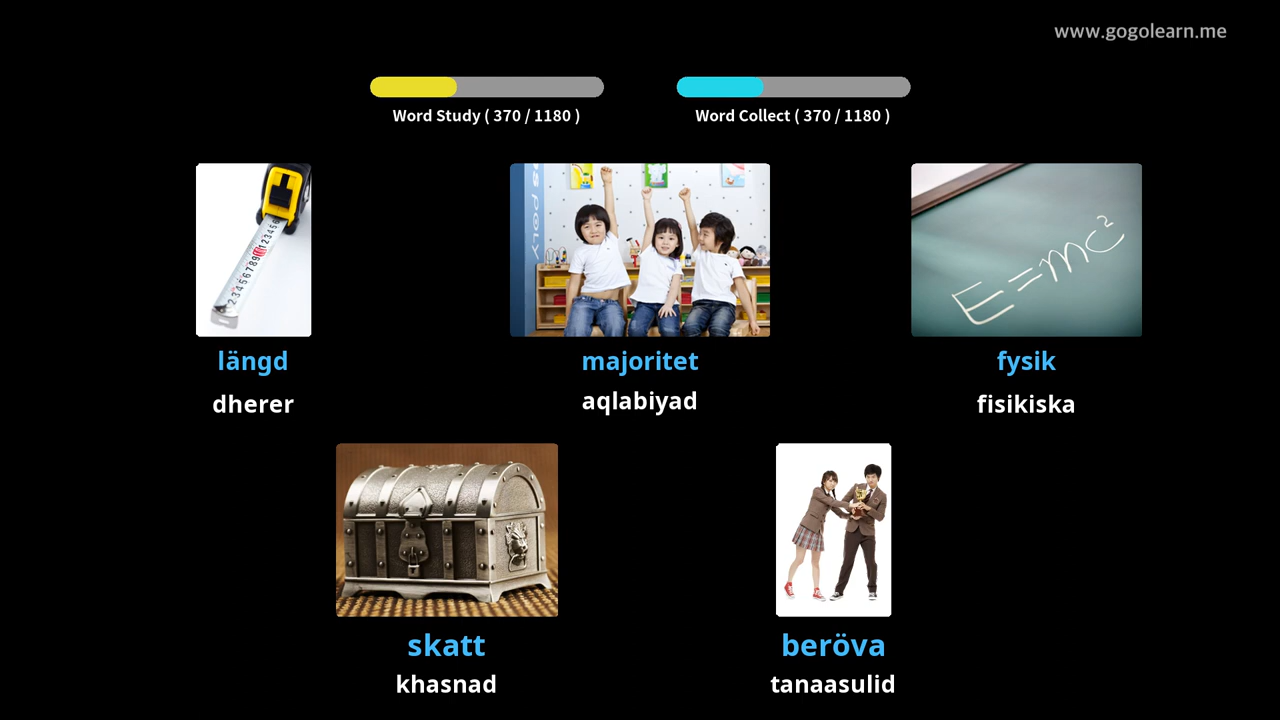 www.gogolearn.me
Word Study ( 370 / 1180 )
Word Collect ( 370 / 1180 )
E=mc²
längd
majoritet
fysik
dherer
aqlabiyad
fisikiska
skatt
beröva
khasnad
tanaasulid